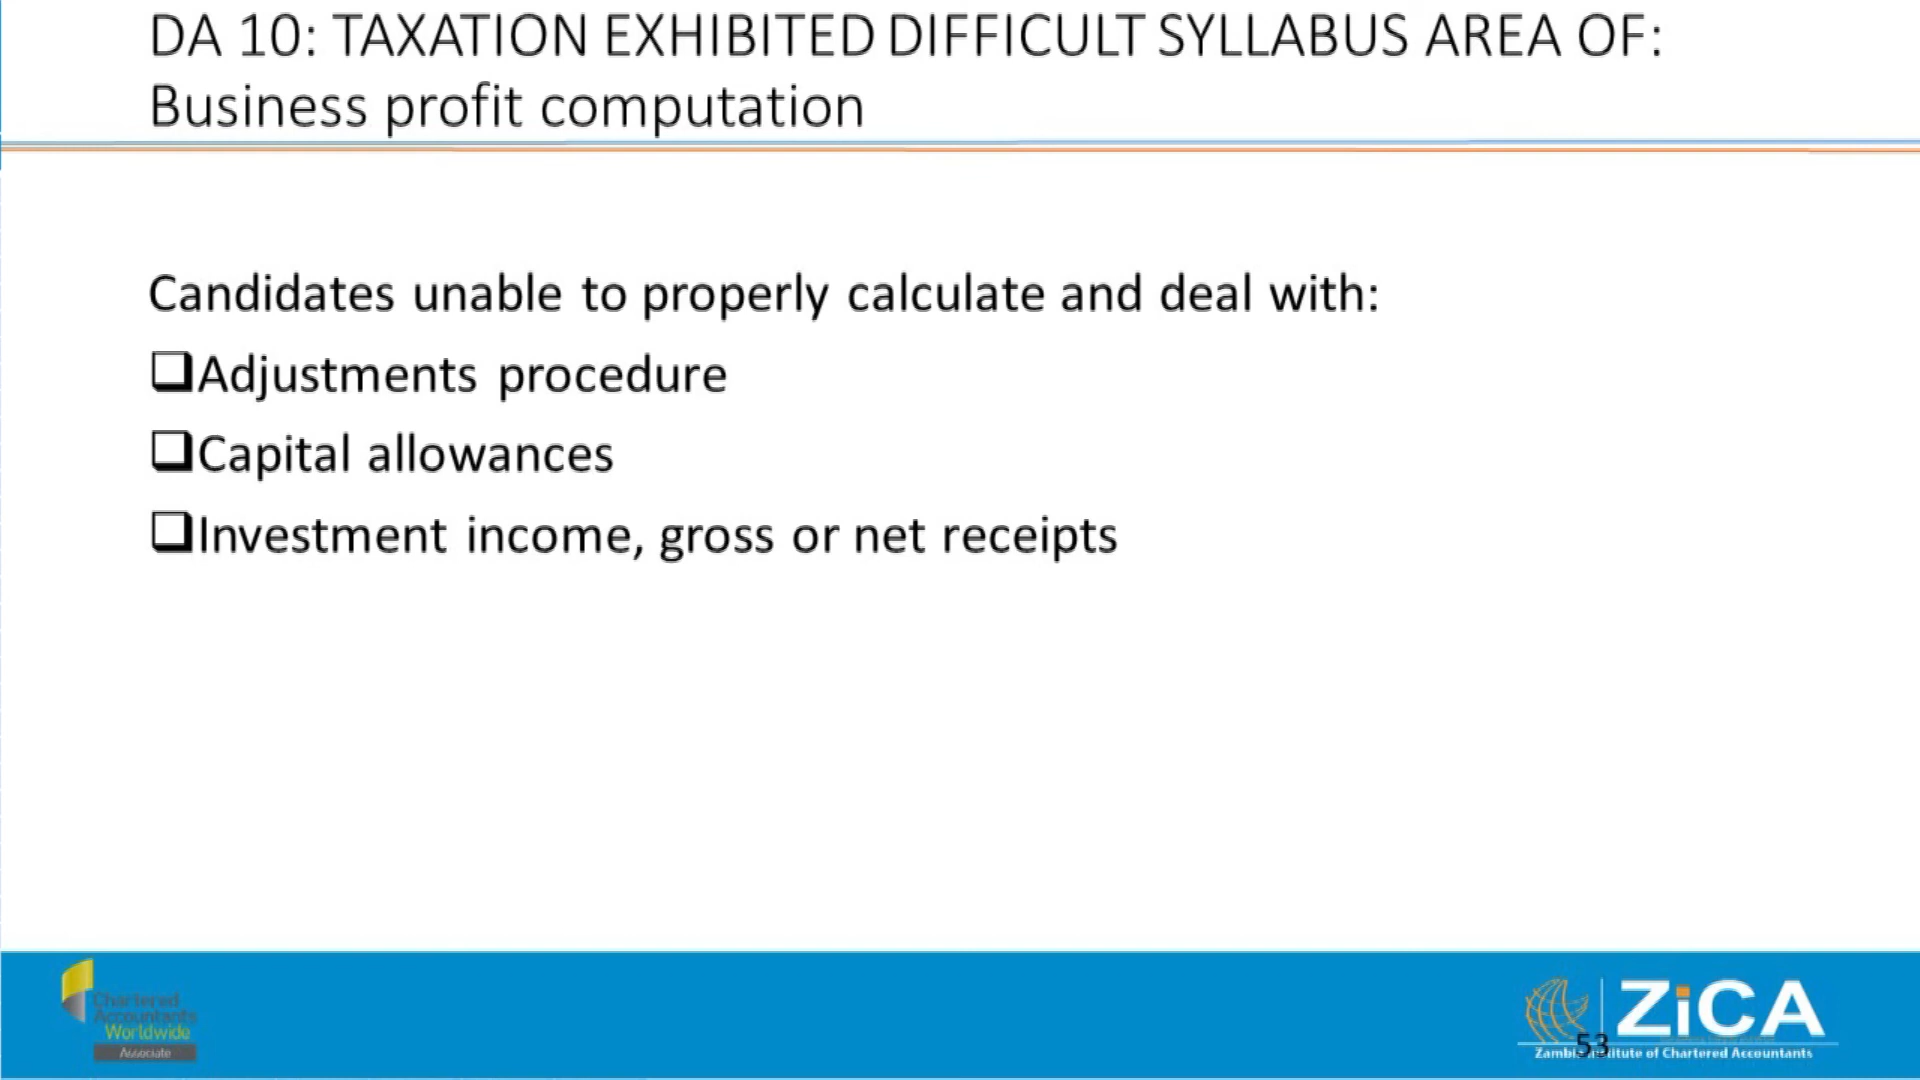 DA 10: TAXATION EXHIBITED DIFFICULT SYLLABUS AREA OF:
Business profit computation
Candidates unable to properly calculate and deal with:
❑Adjustments procedure
❑Capital allowances
❑Investment income, gross or net receipts
Chartered
Accountants
Worldwide
Associate
ZiCA
53
Zambia Institute of Chartered Accountants